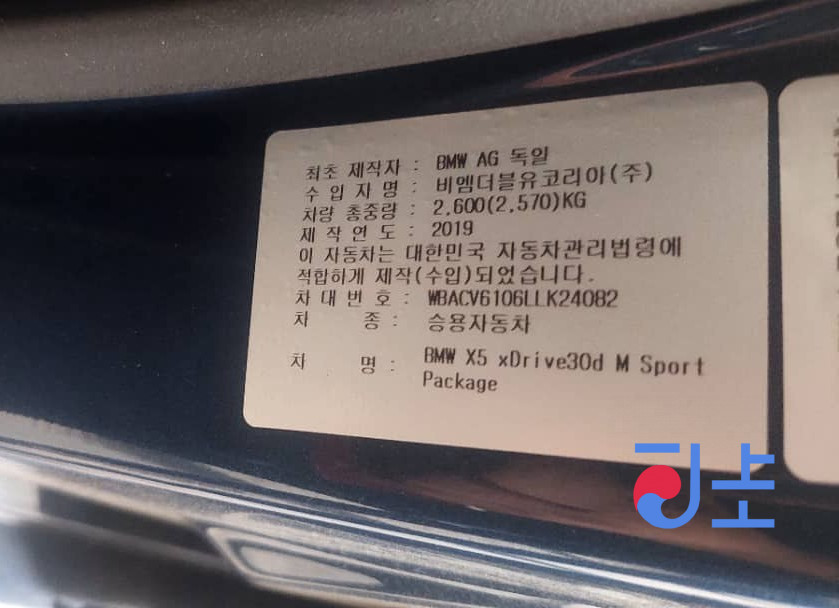 최초 제작자 : BMW AG 독일
수 입 자 명 : 비엠더블유코리아(주)
차량 총중량 : 2,600(2,570)KG
제 작 연 도 : 2019
이 자동차는 대한민국 자동차관리법령에
적합하게 제작(수입)되었습니다.
차 대 번 호 : WBACV6106LLK24082
차 종 : 승용자동차
차 명 : BMW X5 xDrive30d M Sport
Package